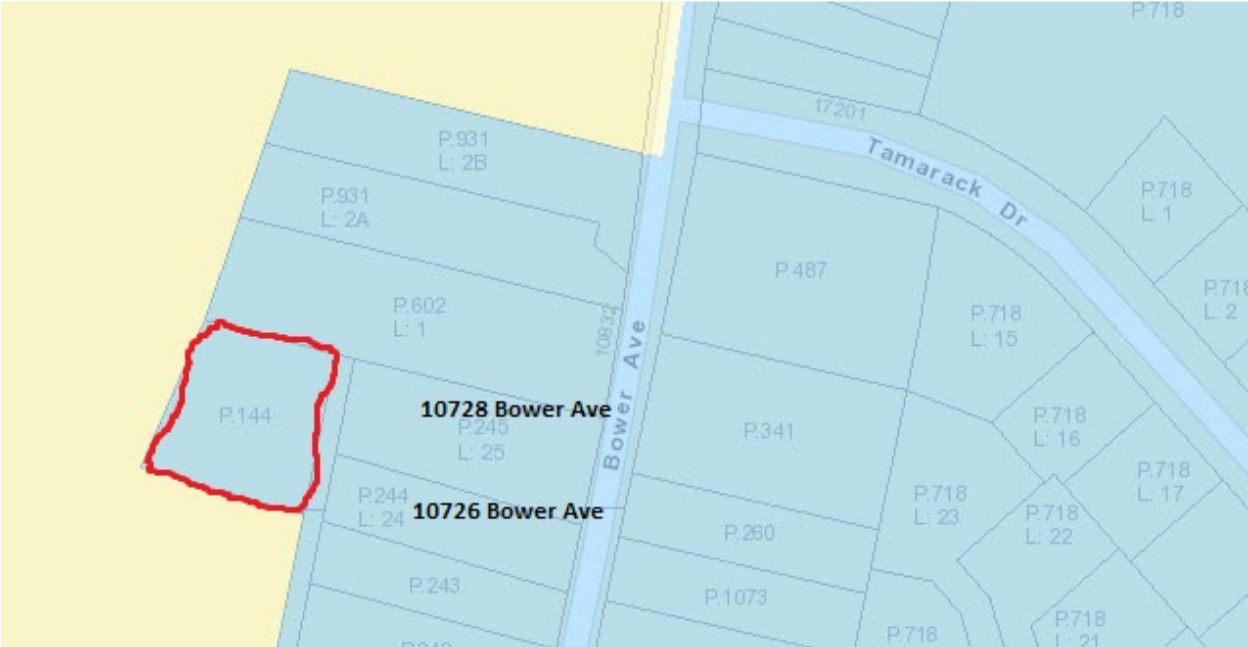 P.718
17201
Tamarack Dr
P.931
L: 2B
P.931
L: 2A
P.718
L: 1
P.487
P.718
L: 2
P.602
L: 1
10832
P.718
L: 15
Bower Ave
10728 Bower Ave
P.144
P.245
L: 25
P.341
P.718
L: 16
P.718
L: 17
P.244
L: 24
10726 Bower Ave
P.718
L: 23
P.718
L: 22
P.260
P.243
P.1073
P.718
P.718
L: 21